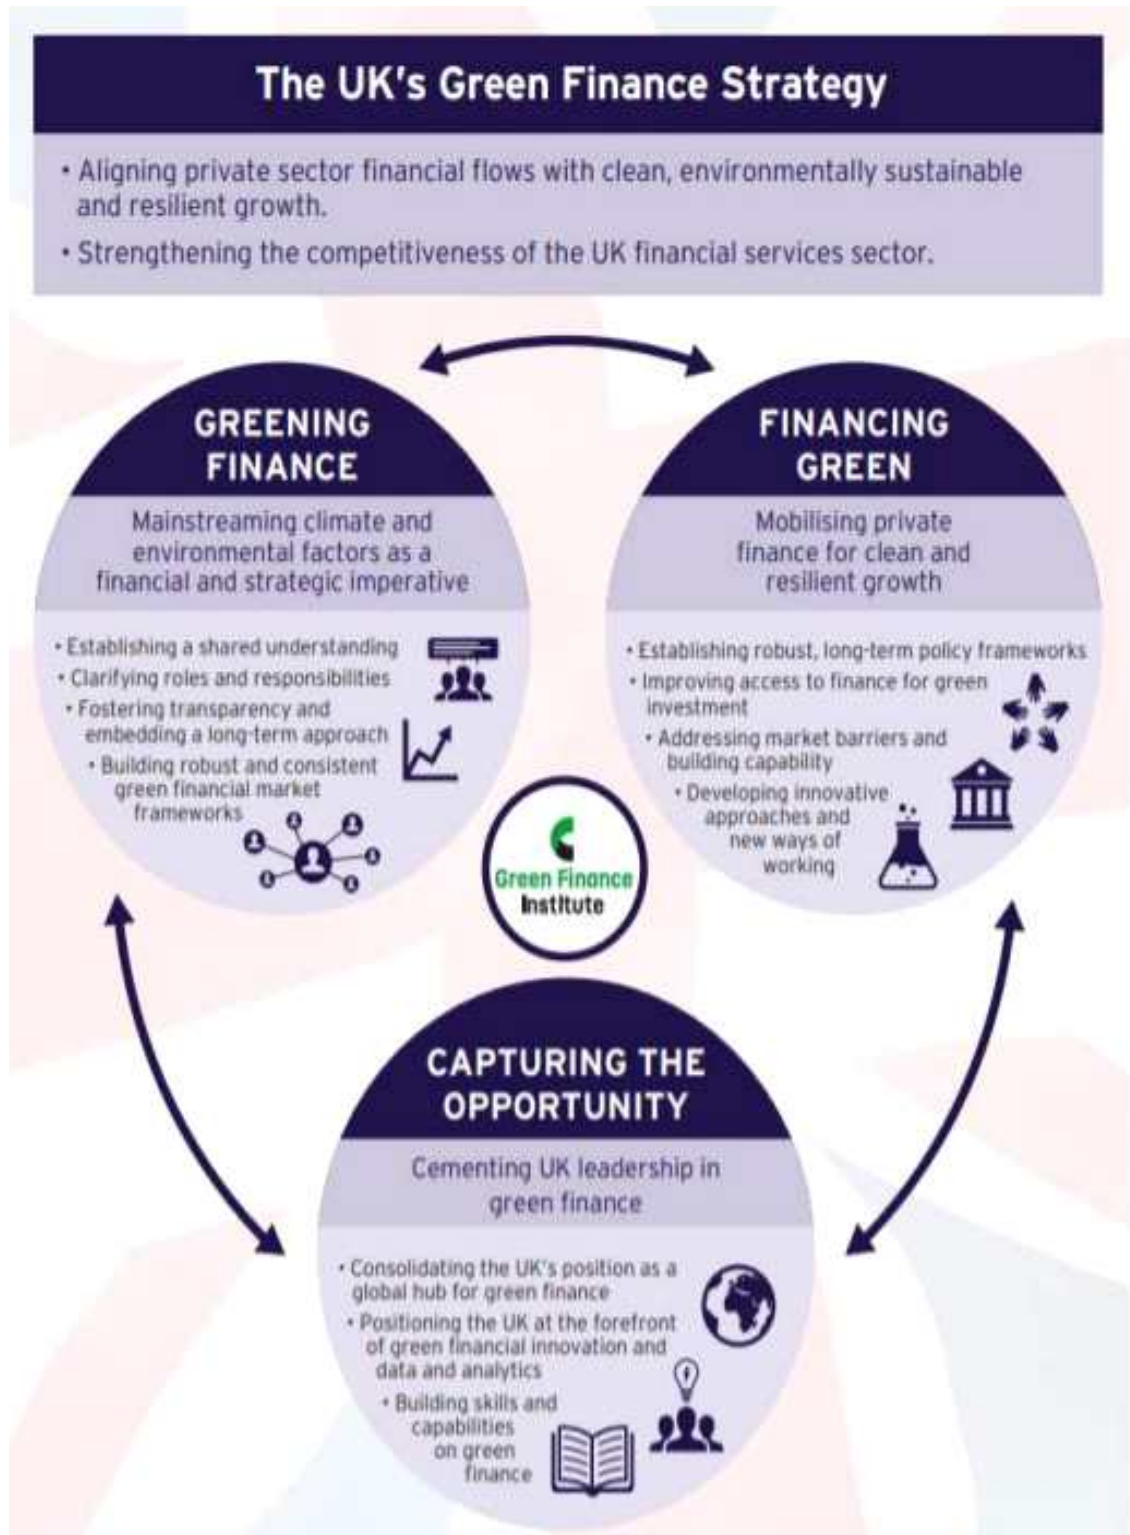 The UK's Green Finance Strategy
• Aligning private sector financial flows with clean, environmentally sustainable
and resilient growth.
• Strengthening the competitiveness of the UK financial services sector.
GREENING
FINANCE
Mainstreaming climate and
environmental factors as a
financial and strategic imperative
• Establishing a shared understanding
• Clarifying roles and responsibilities
• Fostering transparency and
embedding a long-term approach
• Building robust and consistent
green financial market
frameworks
FINANCING
GREEN
Mobilising private
finance for clean and
resilient growth
• Establishing robust, long-term policy frameworks
• Improving access to finance for green
investment
• Addressing market barriers and
building capability
• Developing innovative
approaches and
new ways of
working
Green Finance
Institute
CAPTURING THE
OPPORTUNITY
Cementing UK leadership in
green finance
• Consolidating the UK's position as a
global hub for green finance
• Positioning the UK at the forefront
of green financial innovation and
data and analytics
• Building skills and
capabilities
on green
finance